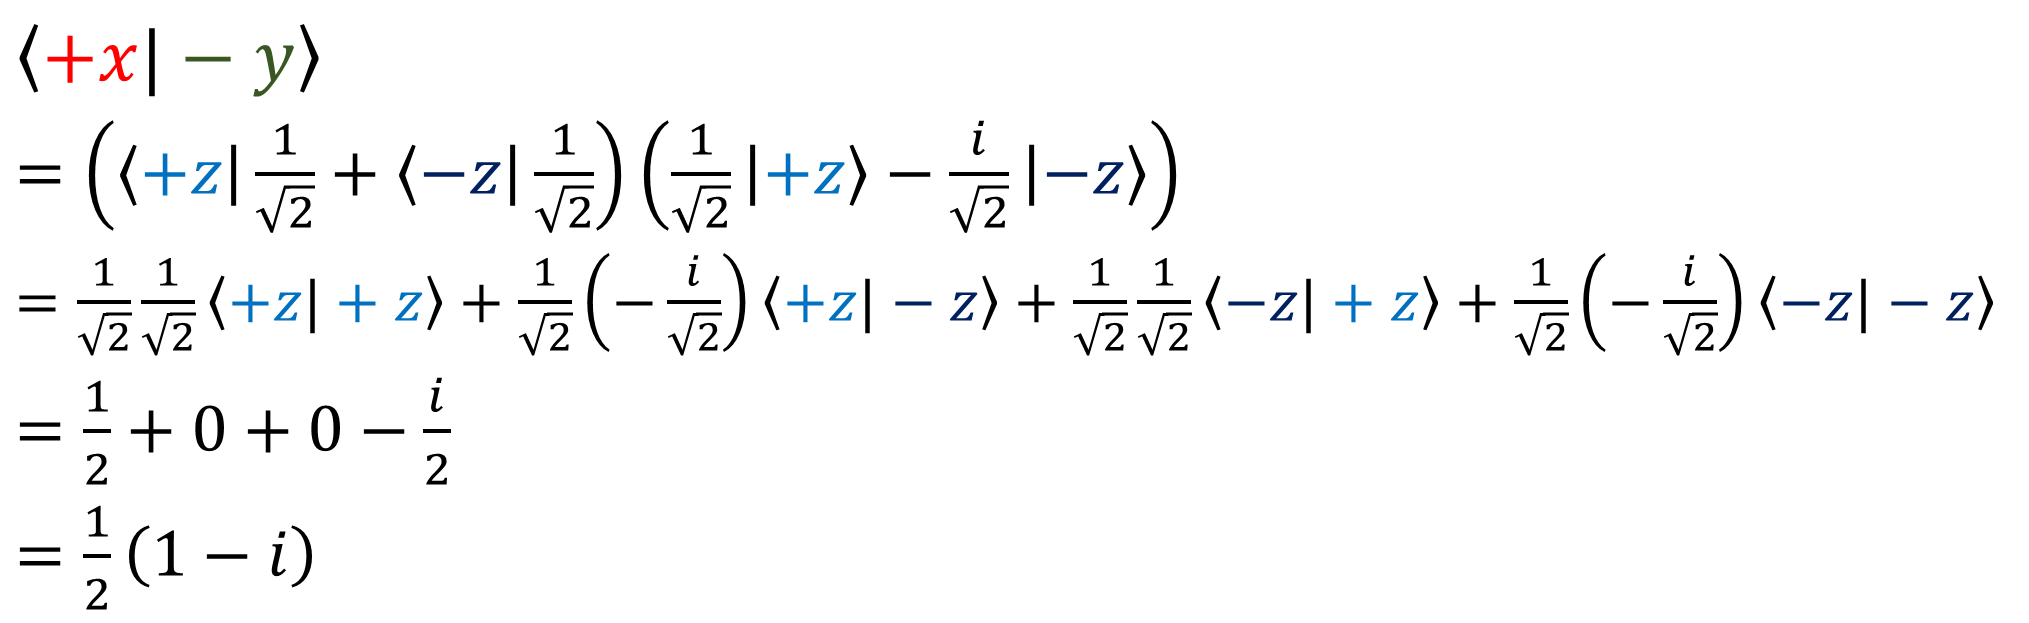 ⟨+x| − y⟩
= (⟨+z| 1/√2 + ⟨−z| 1/√2) (1/√2 |+z⟩ − i/√2 |−z⟩)
= 1/√2 1/√2 ⟨+z| + z⟩ + 1/√2 (− i/√2) ⟨+z| − z⟩ + 1/√2 1/√2 ⟨−z| + z⟩ + 1/√2 (− i/√2) ⟨−z| − z⟩
= 1/2 + 0 + 0 − i/2
= 1/2 (1 − i)